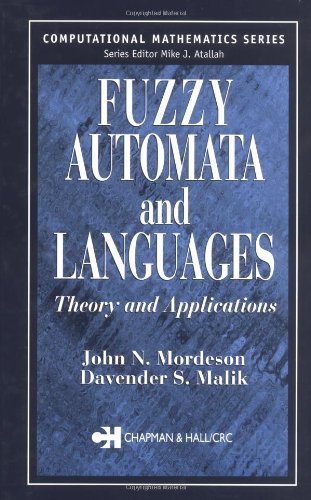 COMPUTATIONAL MATHEMATICS SERIES
Series Editor Mike J. Atallah
FUZZY
AUTOMATA
and
LANGUAGES
Theory and Applications
John N. Mordeson
Davender S. Malik
CHAPMAN & HALL/CRC